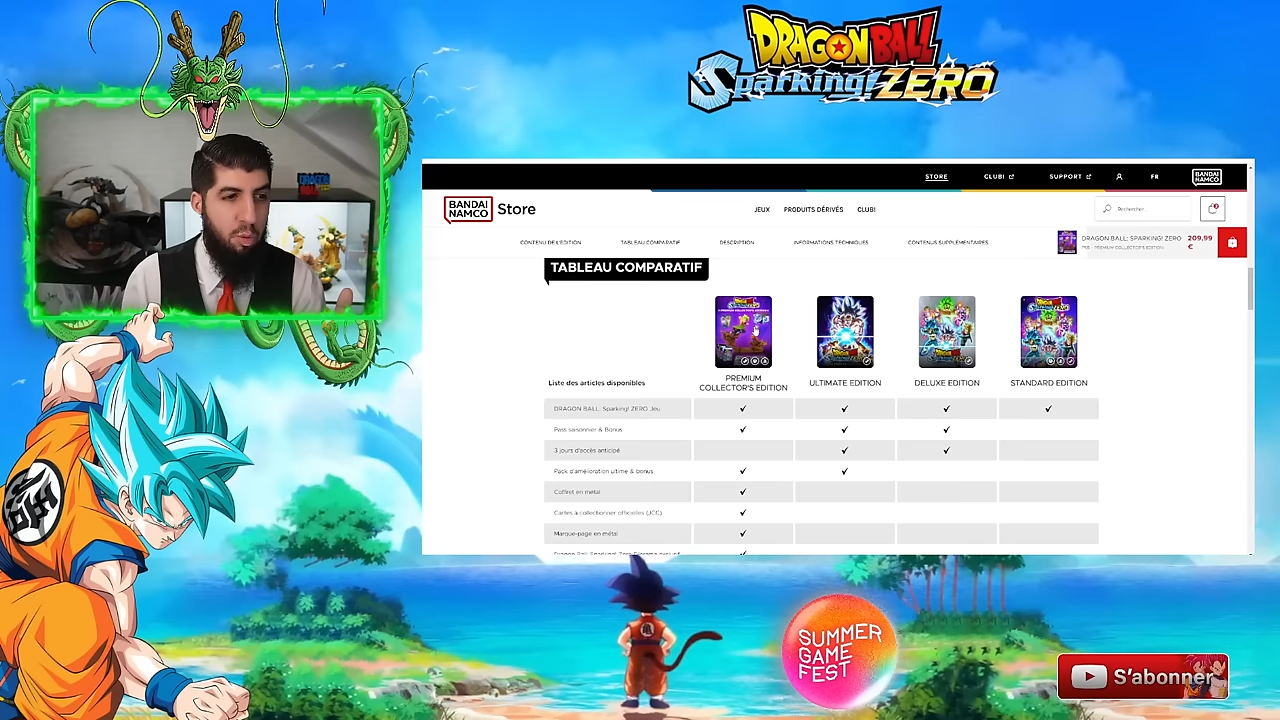 DRAGON BALL
Sparking! ZERO
STORE
CLUB!
SUPPORT
FR
BANDAI NAMCO
BANDAI NAMCO Store
JEUX
PRODUITS DÉRIVÉS
CLUB!
Rechercher...
CONTENU DE L'ÉDITION
TABLEAU COMPARATIF
DESCRIPTION
INFORMATIONS TECHNIQUES
CONTENUS SUPPLÉMENTAIRES
DRAGON BALL: SPARKING! ZERO
209,99 €
PREMIUM COLLECTOR'S EDITION
TABLEAU COMPARATIF
Liste des articles disponibles
PREMIUM COLLECTOR'S EDITION
ULTIMATE EDITION
DELUXE EDITION
STANDARD EDITION
DRAGON BALL: Sparking! ZERO Jeu
Pass saisonnier & Bonus
3 jours d'accès anticipé
Pack d'amélioration ultime & bonus
Coffret en métal
Cartes à collectionner officielles (JCC)
Marque-page en métal
SUMMER
GAME
FEST
S'abonner